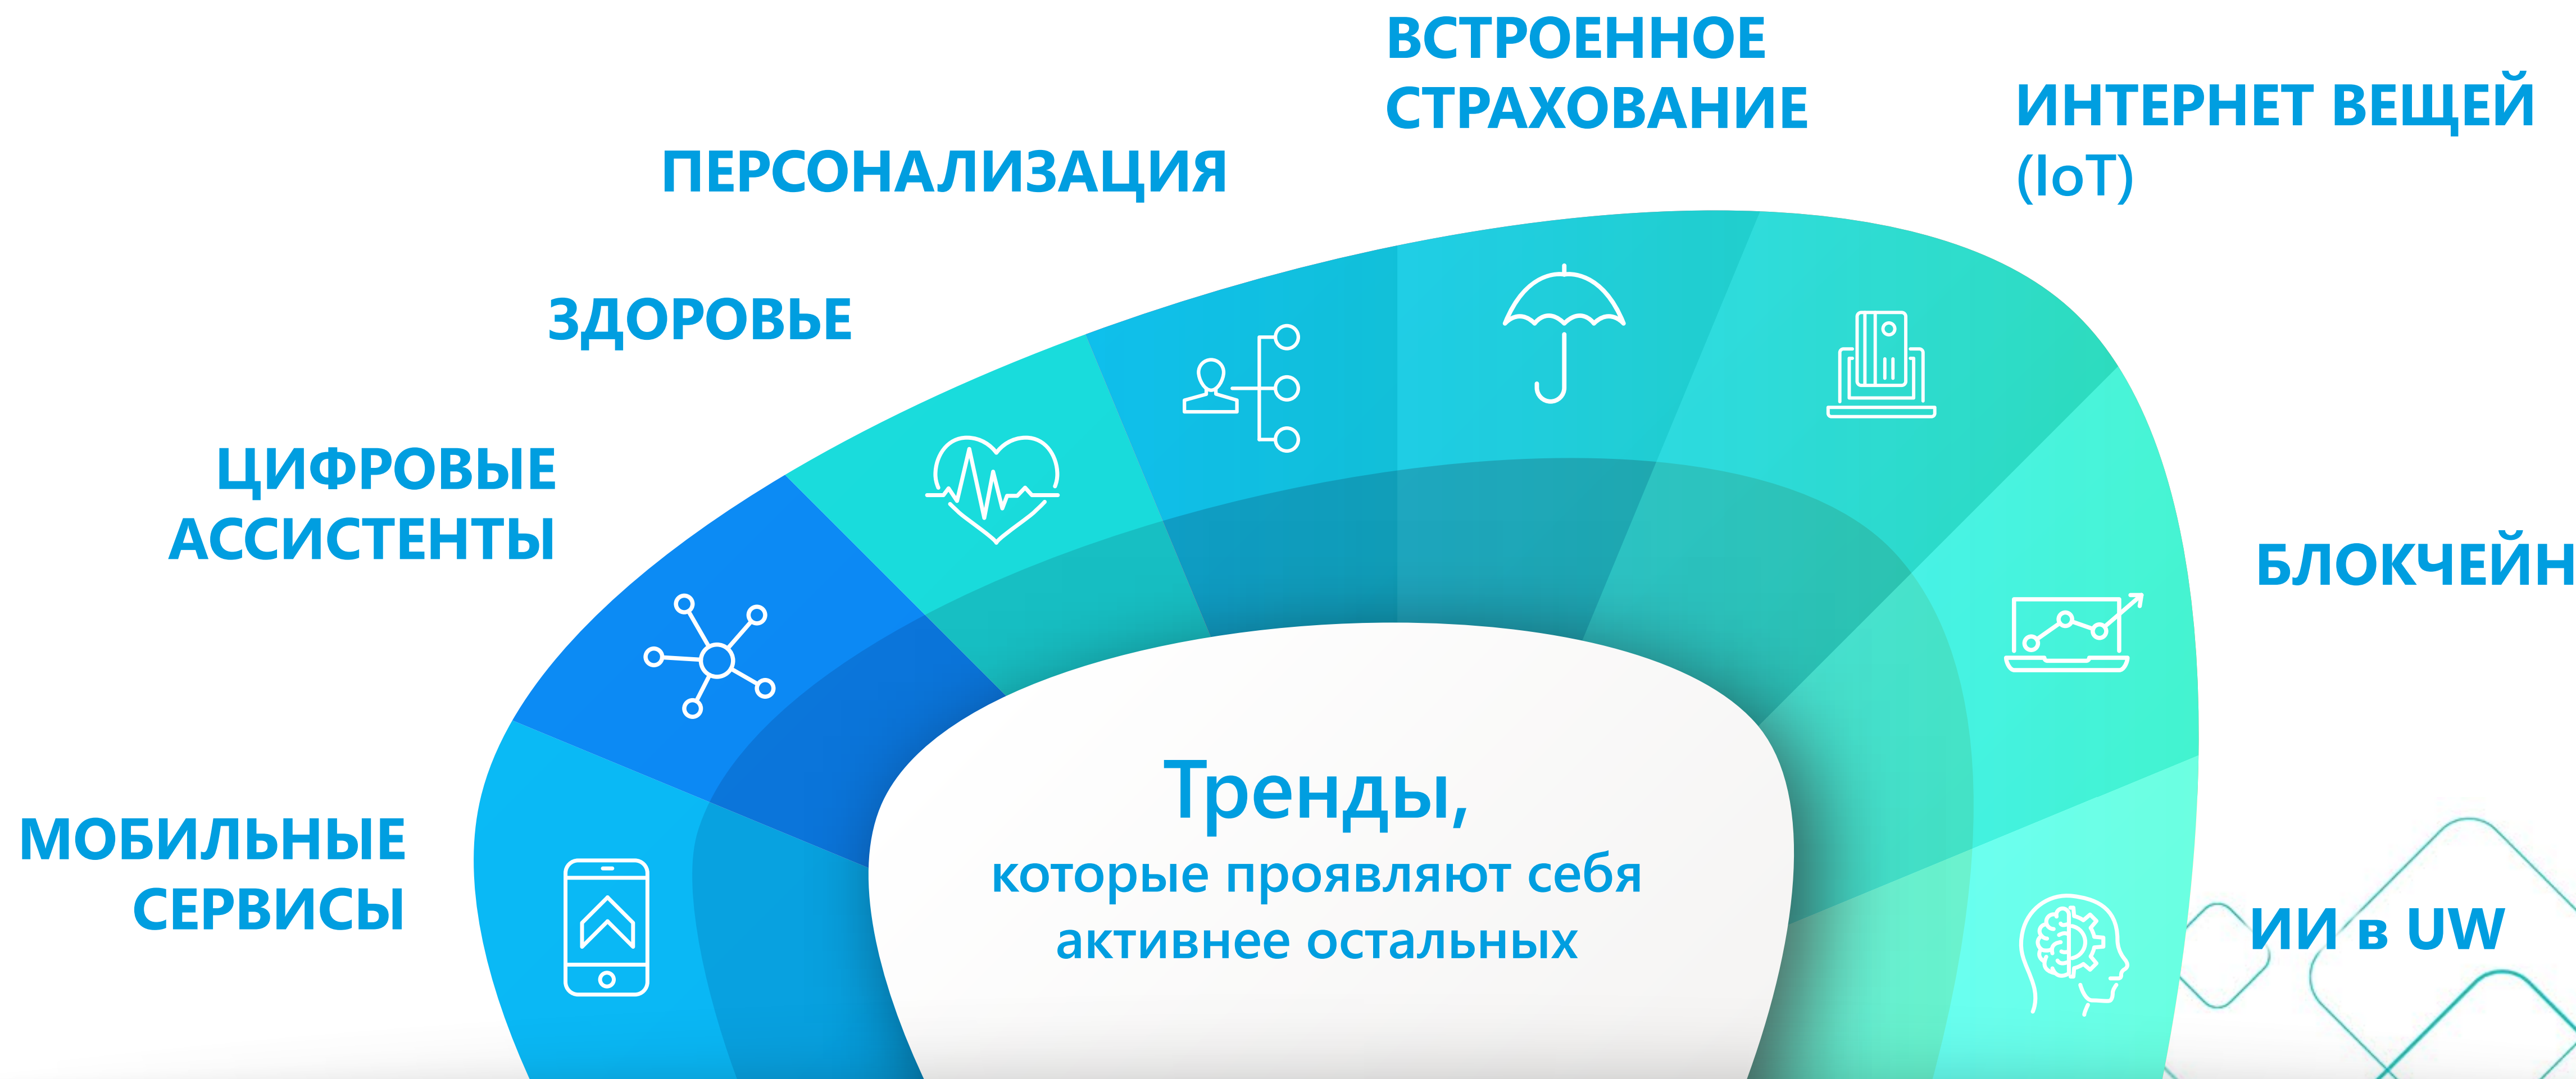 ВСТРОЕННОЕ
СТРАХОВАНИЕ
ИНТЕРНЕТ ВЕЩЕЙ
(IoT)
ПЕРСОНАЛИЗАЦИЯ
ЗДОРОВЬЕ
ЦИФРОВЫЕ
АССИСТЕНТЫ
БЛОКЧЕЙН
МОБИЛЬНЫЕ
СЕРВИСЫ
Тренды,
которые проявляют себя
активнее остальных
ИИ в UW